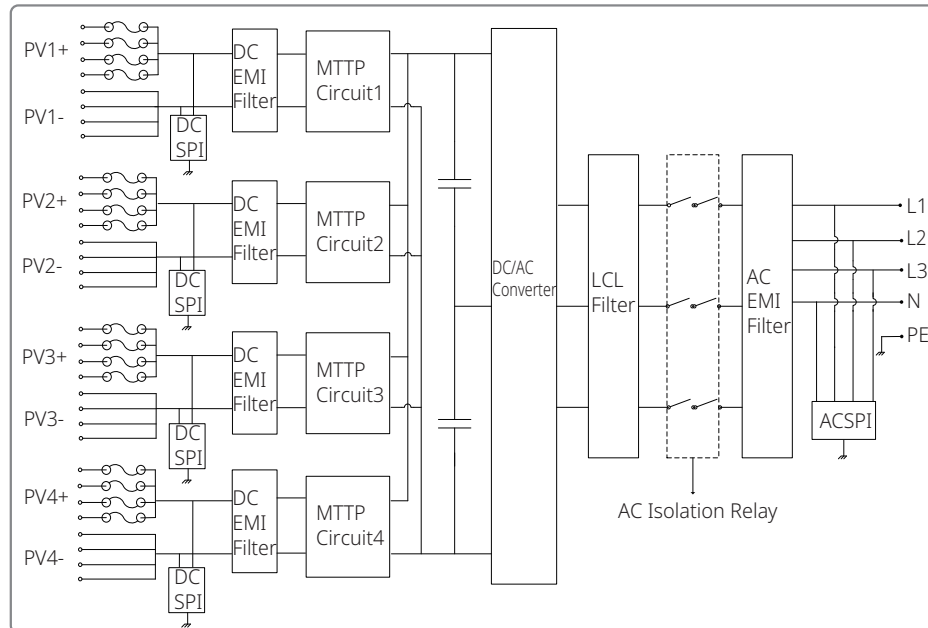 PV1+
PV1-
DC
SPI
DC
EMI
Filter
MTTP
Circuit1
PV2+
PV2-
DC
SPI
DC
EMI
Filter
MTTP
Circuit2
PV3+
PV3-
DC
SPI
DC
EMI
Filter
MTTP
Circuit3
PV4+
PV4-
DC
SPI
DC
EMI
Filter
MTTP
Circuit4
DC/AC
Converter
LCL
Filter
AC Isolation Relay
AC
EMI
Filter
L1
L2
L3
N
PE
ACSPI